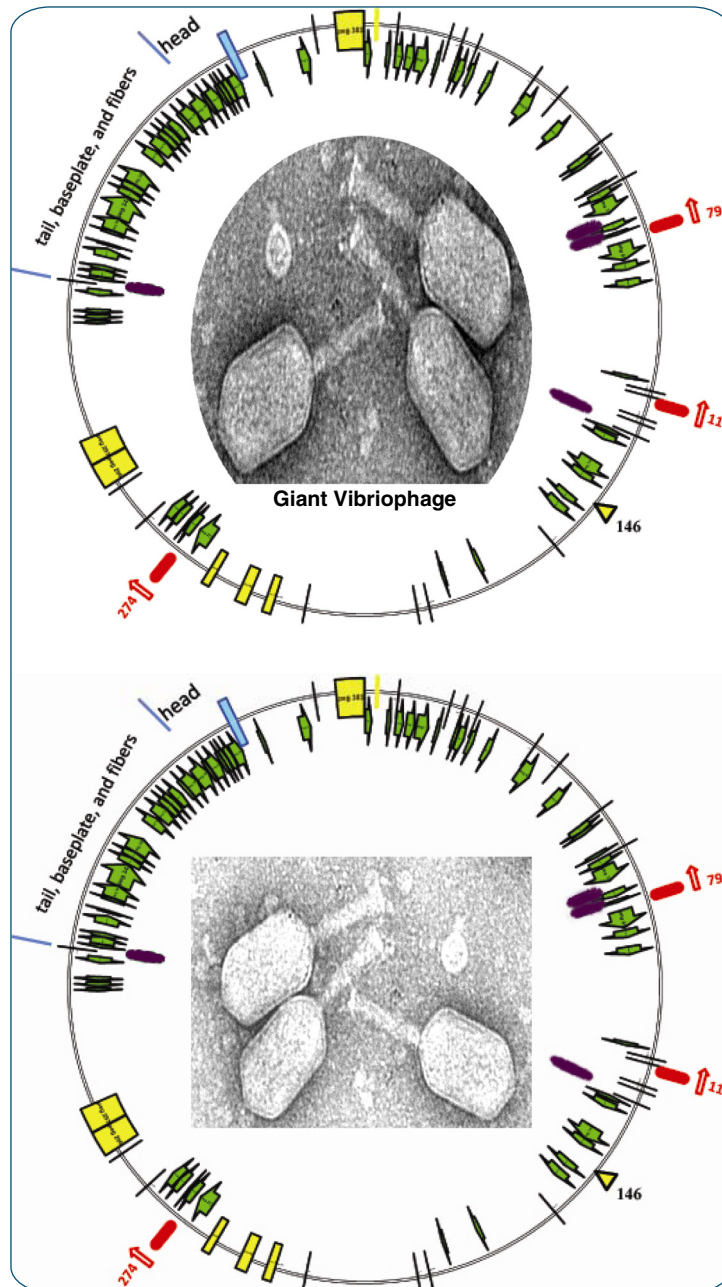 head
tail, baseplate, and fibers
79
11
Giant Vibriophage
146
274
head
tail, baseplate, and fibers
79
11
146
274